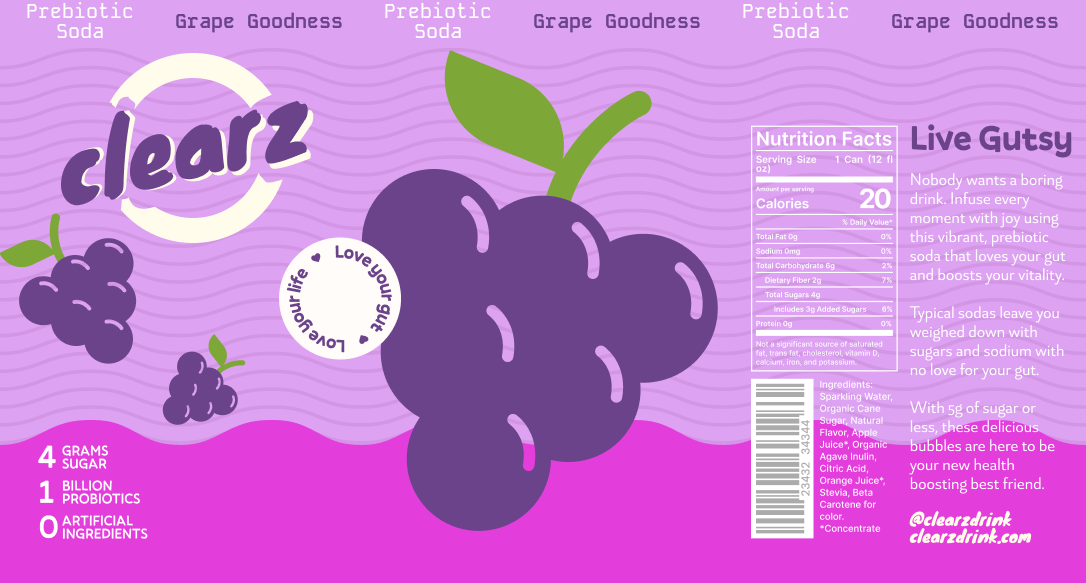 Prebiotic
Soda
Grape Goodness
Prebiotic
Soda
Grape Goodness
Prebiotic
Soda
Grape Goodness
clearz
Love your gut
Love your life
4 GRAMS
SUGAR
1 BILLION
PROBIOTICS
0 ARTIFICIAL
INGREDIENTS
Nutrition Facts
Serving Size 1 Can (12 fl
oz)
Amount per serving
Calories 20
% Daily Value*
Total Fat 0g 0%
Sodium 0mg 0%
Total Carbohydrate 6g 2%
Dietary Fiber 2g 7%
Total Sugars 4g
Includes 3g Added Sugars 6%
Protein 0g 0%
Not a significant source of saturated
fat, trans fat, cholesterol, vitamin D,
calcium, iron, and potassium.
23432 34344
Ingredients:
Sparkling Water,
Organic Cane
Sugar, Natural
Flavor, Apple
Juice*, Organic
Agave Inulin,
Citric Acid,
Orange Juice*,
Stevia, Beta
Carotene for
color.
*Concentrate
Live Gutsy
Nobody wants a boring
drink. Infuse every
moment with joy using
this vibrant, prebiotic
soda that loves your gut
and boosts your vitality.
Typical sodas leave you
weighed down with
sugars and sodium with
no love for your gut.
With 5g of sugar or
less, these delicious
bubbles are here to be
your new health
boosting best friend.
@clearzdrink
clearzdrink.com